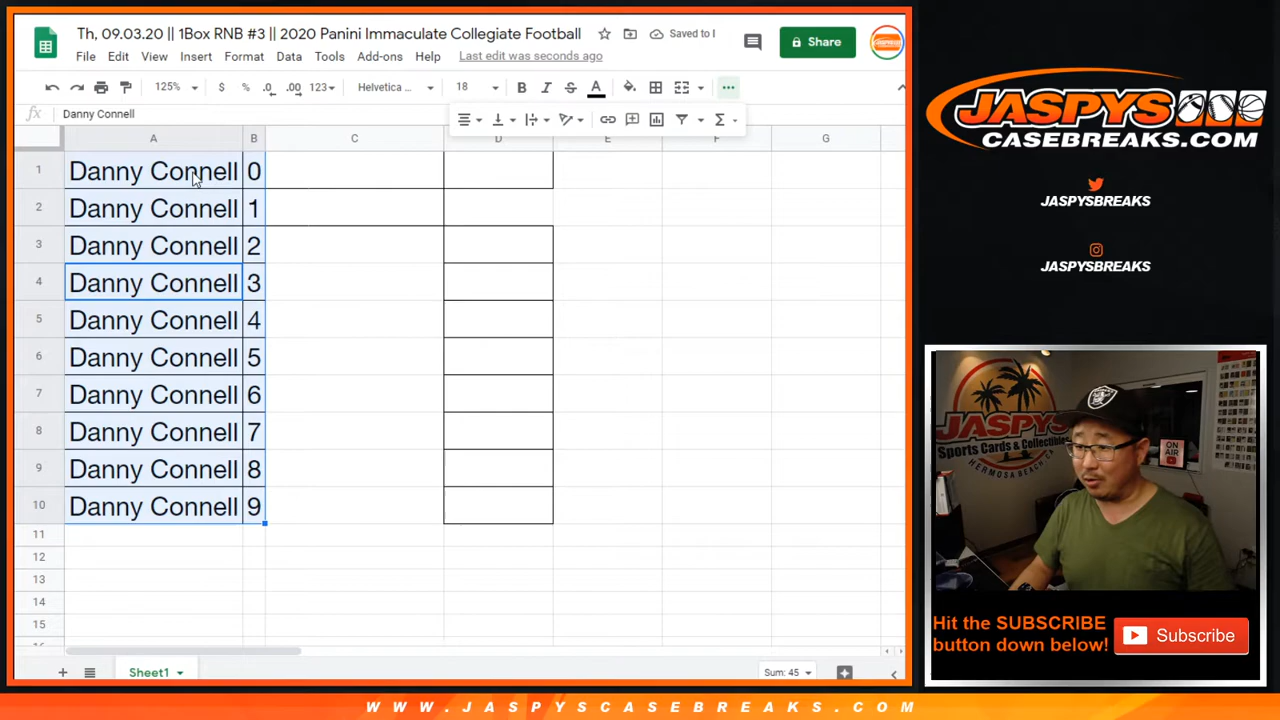 Th, 09.03.20 || 1Box RNB #3 || 2020 Panini Immaculate Collegiate Football
Saved to
Share
File Edit View Insert Format Data Tools Add-ons Help Last edit was seconds ago
125% $ % .0 .00 123 Helvetica ... 18 B I S A
fx Danny Connell
A B C D E F G
1 Danny Connell 0
2 Danny Connell 1
3 Danny Connell 2
4 Danny Connell 3
5 Danny Connell 4
6 Danny Connell 5
7 Danny Connell 6
8 Danny Connell 7
9 Danny Connell 8
10 Danny Connell 9
11
12
13
14
15
Sheet1
Sum: 45
JASPYS
CASEBREAKS.COM
JASPYSBREAKS
JASPYSBREAKS
JASPYS
Sports Cards & Collectibles
HERMOSA BEACH, CA
ON
AIR
Hit the SUBSCRIBE
button down below!
Subscribe
WWW.JASPYSCASEBREAKS.COM